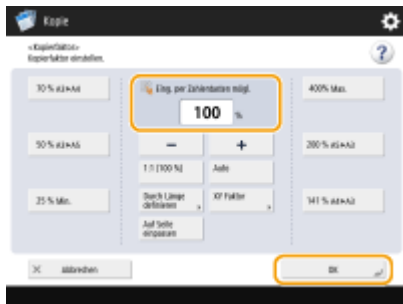 Kopie
<Kopierfaktor>
Kopierfaktor einstellen.
?
70 % A3➔A4
Eing. per Zahlentasten mögl.
400% Max.
100 %
50 % A3➔A5
−
+
200 % A5➔A3
1:1 (100 %)
Auto
25 % Min.
Durch Länge
definieren
XY Faktor
141 % A4➔A3
Auf Seite
einpassen
Abbrechen
OK